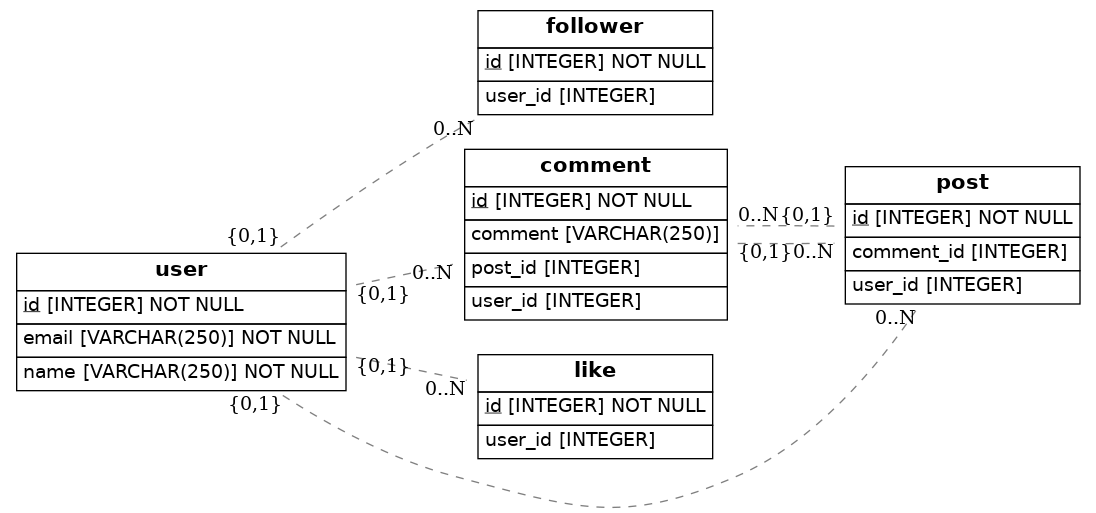 follower
id [INTEGER] NOT NULL
user_id [INTEGER]
0..N
{0,1}
comment
id [INTEGER] NOT NULL
comment [VARCHAR(250)]
post_id [INTEGER]
user_id [INTEGER]
0..N{0,1}
{0,1}0..N
post
id [INTEGER] NOT NULL
comment_id [INTEGER]
user_id [INTEGER]
0..N
user
id [INTEGER] NOT NULL
email [VARCHAR(250)] NOT NULL
name [VARCHAR(250)] NOT NULL
0..N
{0,1}
{0,1}
0..N
{0,1}
like
id [INTEGER] NOT NULL
user_id [INTEGER]